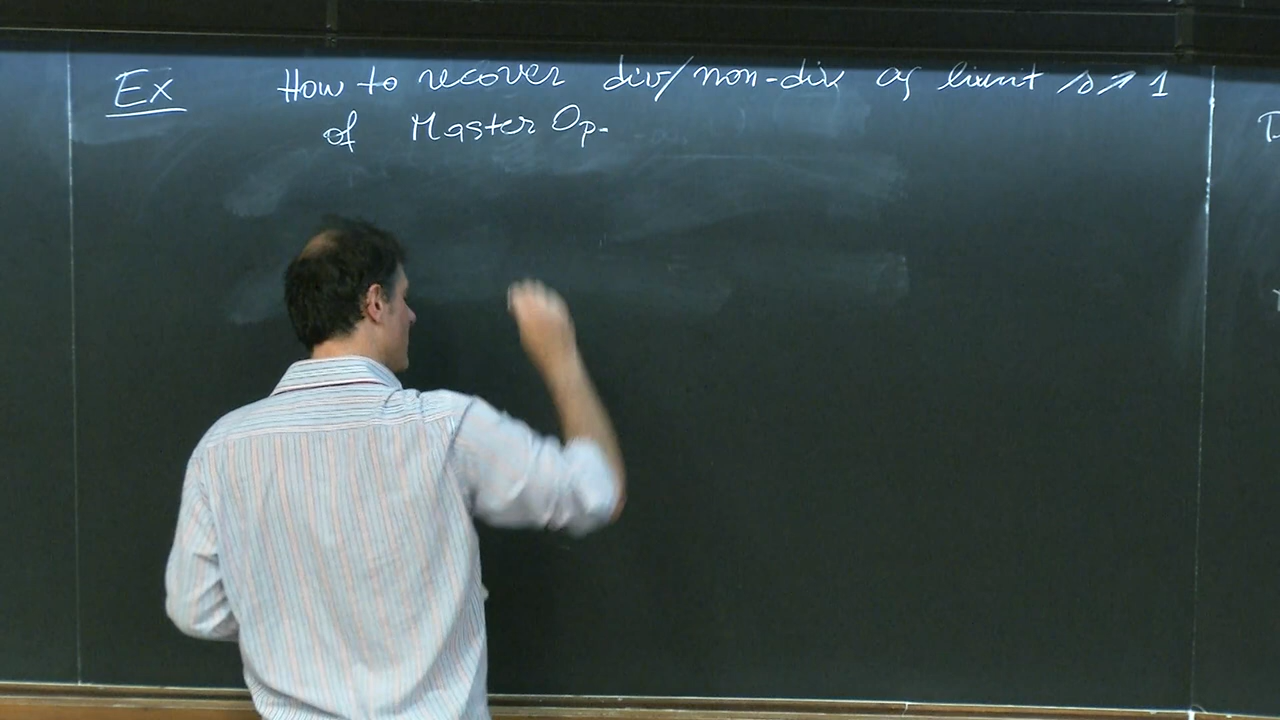 Ex How to recover div/non-div as limit s ↗ 1
of Master Op.